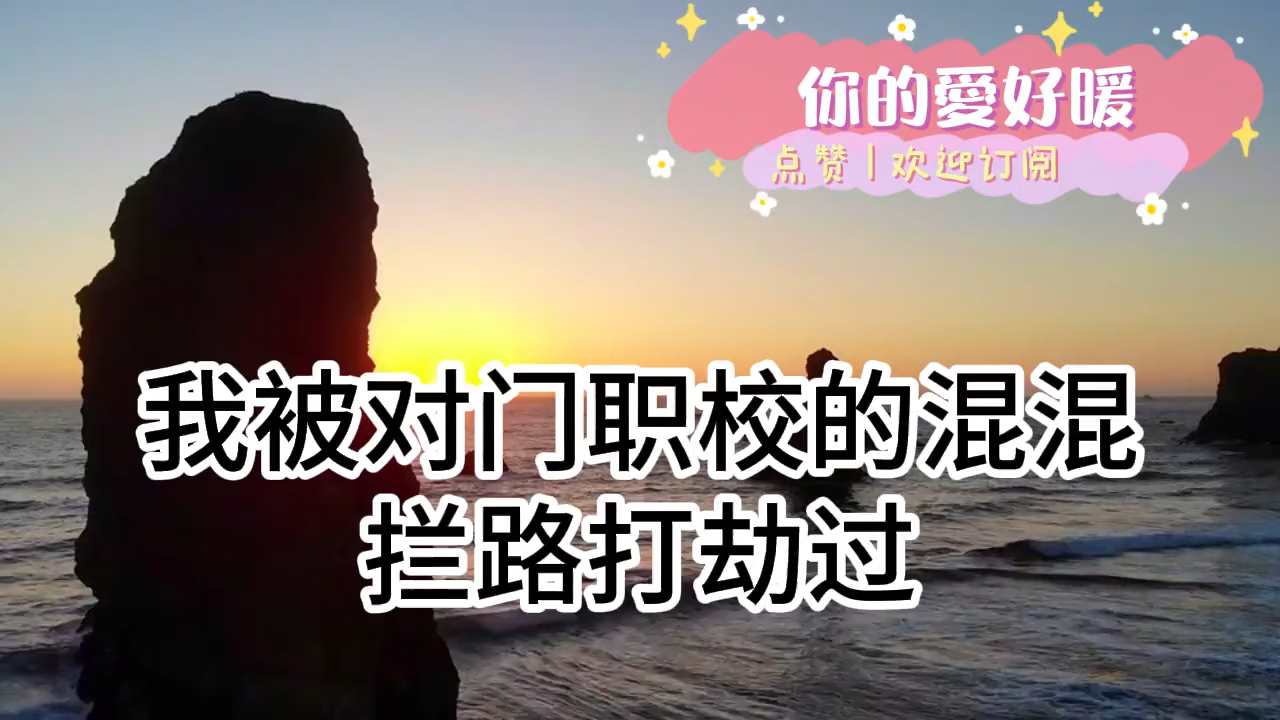 你的愛好暖
点赞 | 欢迎订阅
我被对门职校的混混
拦路打劫过